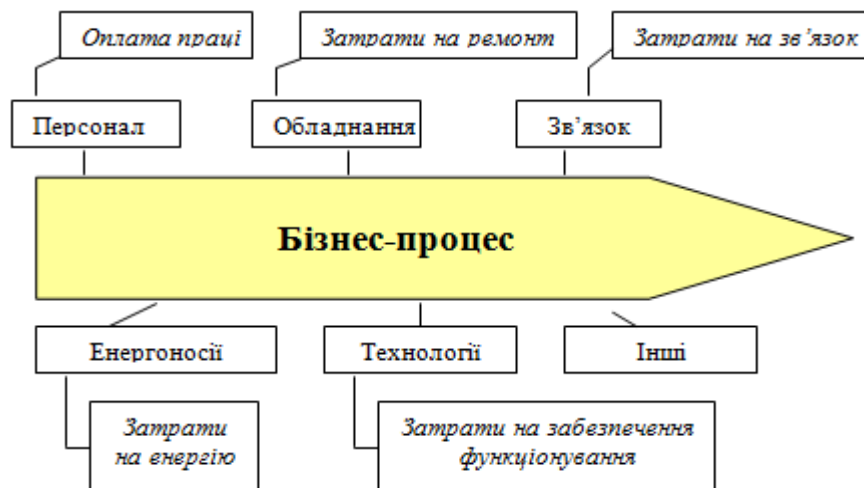 Оплата праці
Затрати на ремонт
Затрати на зв’язок
Персонал
Обладнання
Зв’язок
Бізнес-процес
Енергоносії
Технології
Інші
Затрати
на енергію
Затрати на забезпечення
функціонування